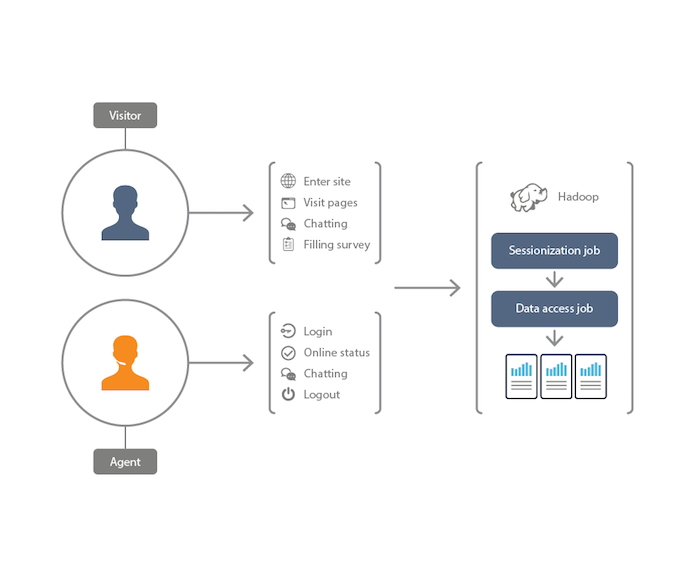 Visitor
Enter site
Visit pages
Chatting
Filling survey
Agent
Login
Online status
Chatting
Logout
Hadoop
Sessionization job
Data access job